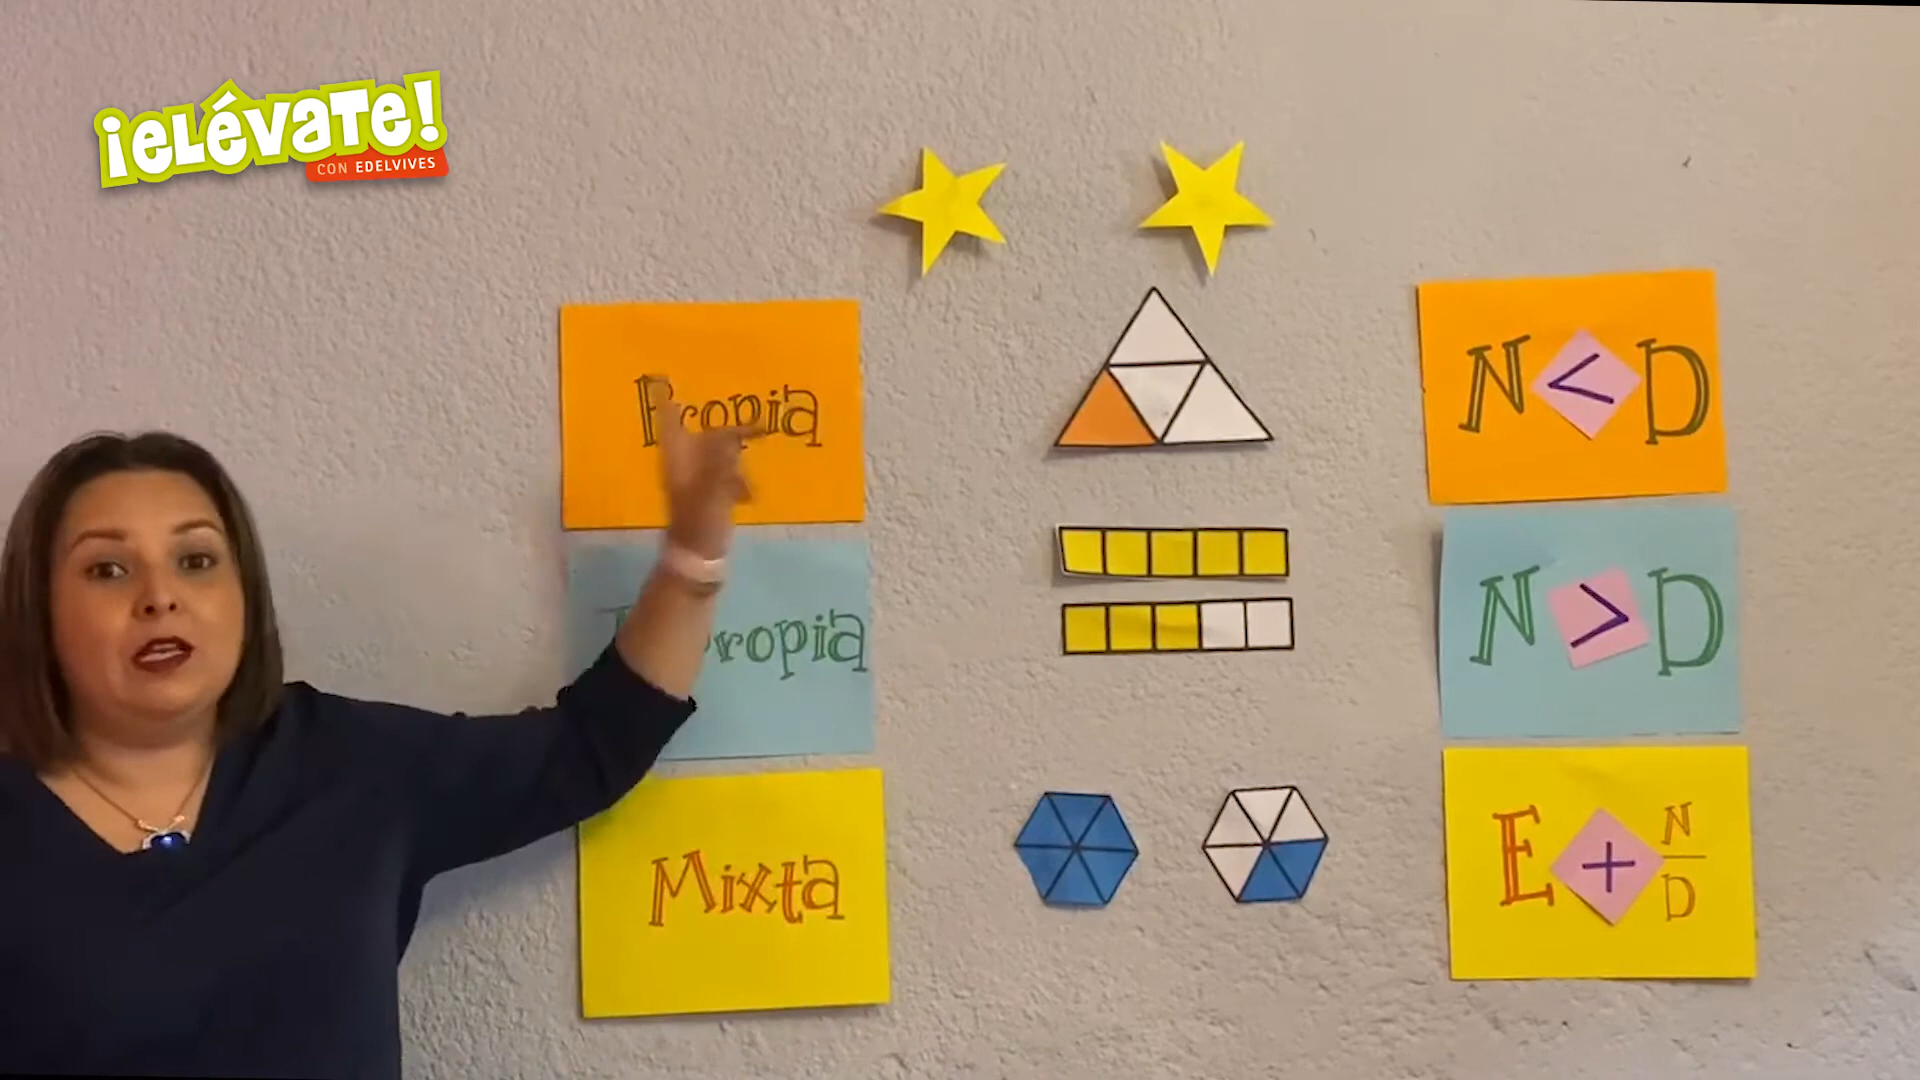 ¡eLévaTe!
CON EDELVIVES
Propia
N < D
N > D
Mixta
E + N
D